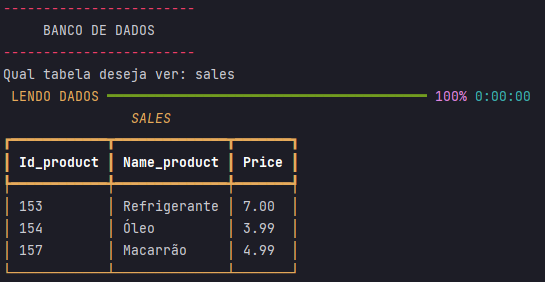 ------------------------
BANCO DE DADOS
------------------------
Qual tabela deseja ver: sales
LENDO DADOS 100% 0:00:00
SALES
Id_product Name_product Price
153 Refrigerante 7.00
154 Óleo 3.99
157 Macarrão 4.99